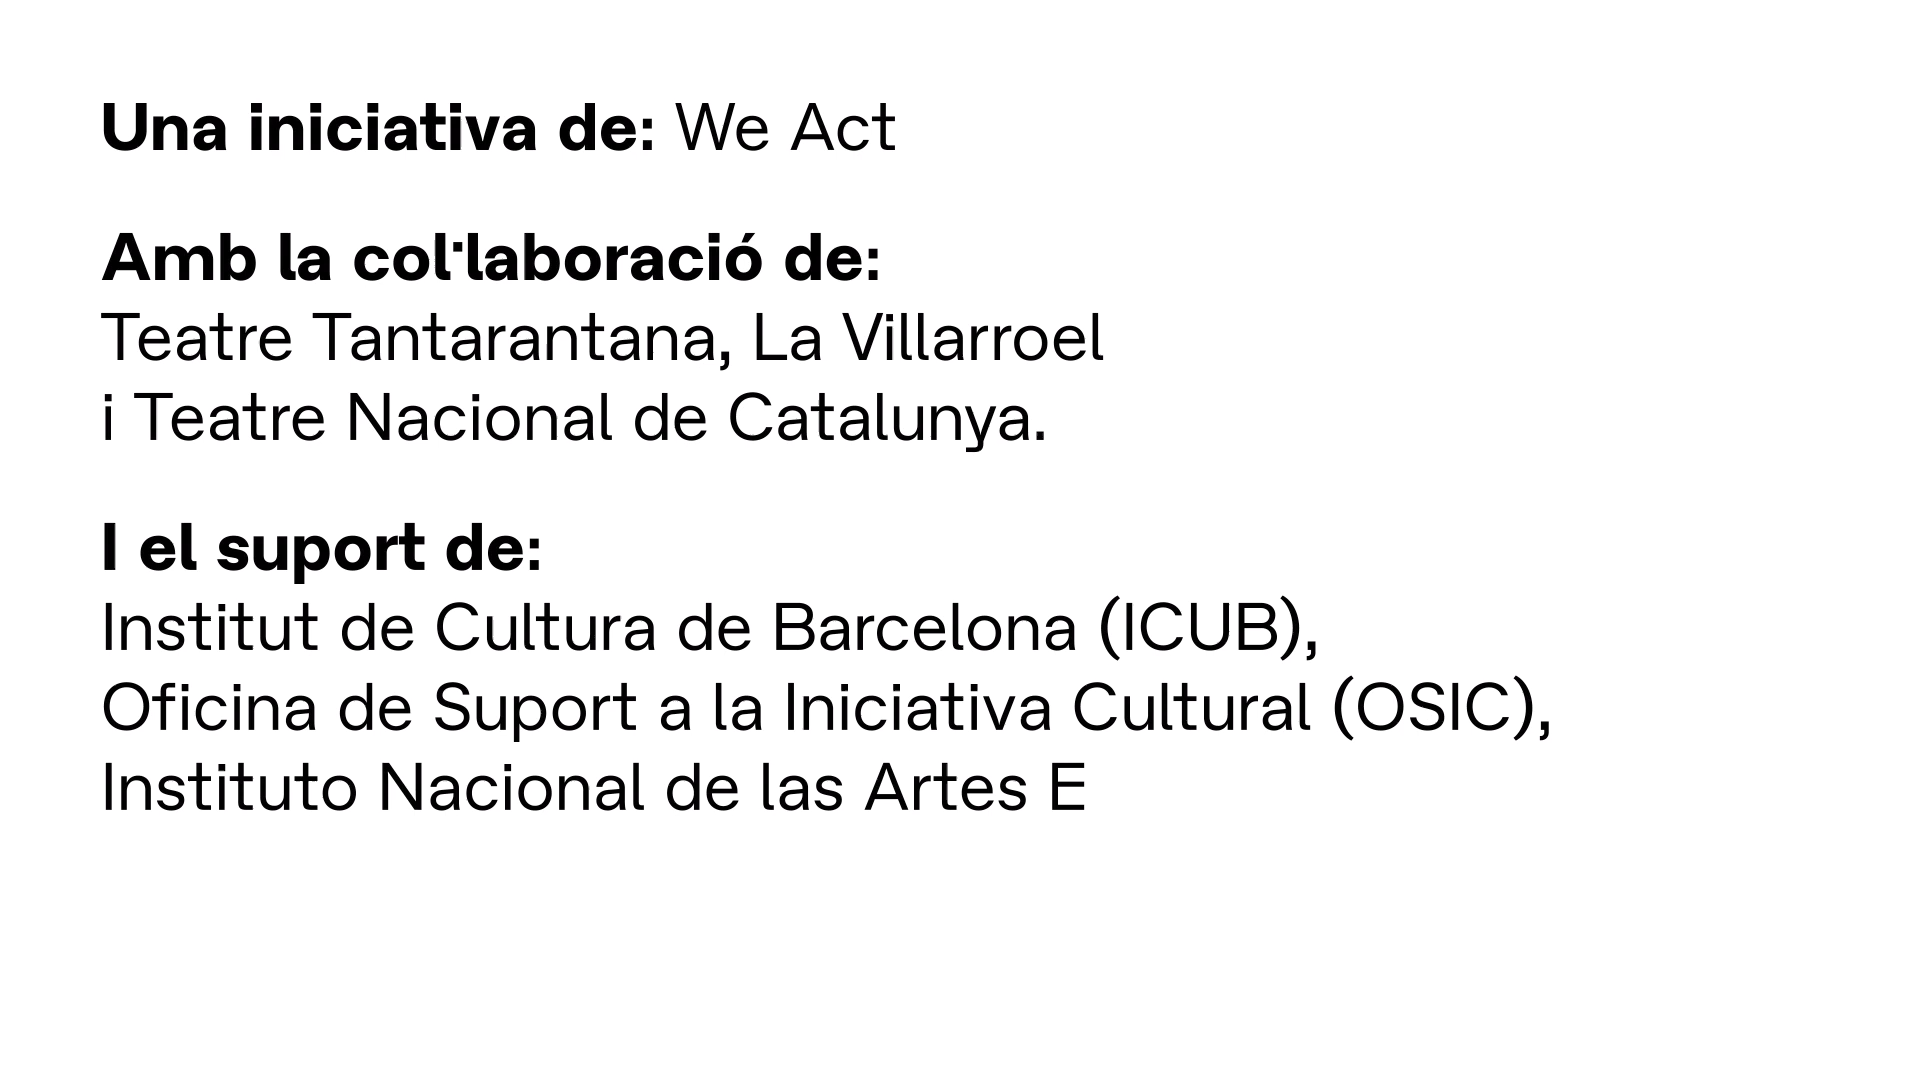 Una iniciativa de: We Act
Amb la col·laboració de:
Teatre Tantarantana, La Villarroel
i Teatre Nacional de Catalunya.
I el suport de:
Institut de Cultura de Barcelona (ICUB),
Oficina de Suport a la Iniciativa Cultural (OSIC),
Instituto Nacional de las Artes E